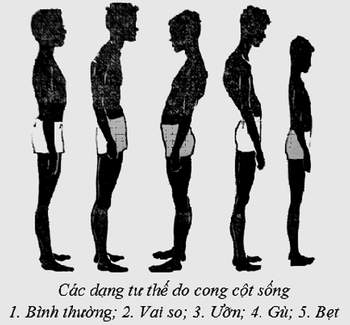 Các dạng tư thế do cong cột sống
1. Bình thường; 2. Vai so; 3. Ưỡn; 4. Gù; 5. Bẹt